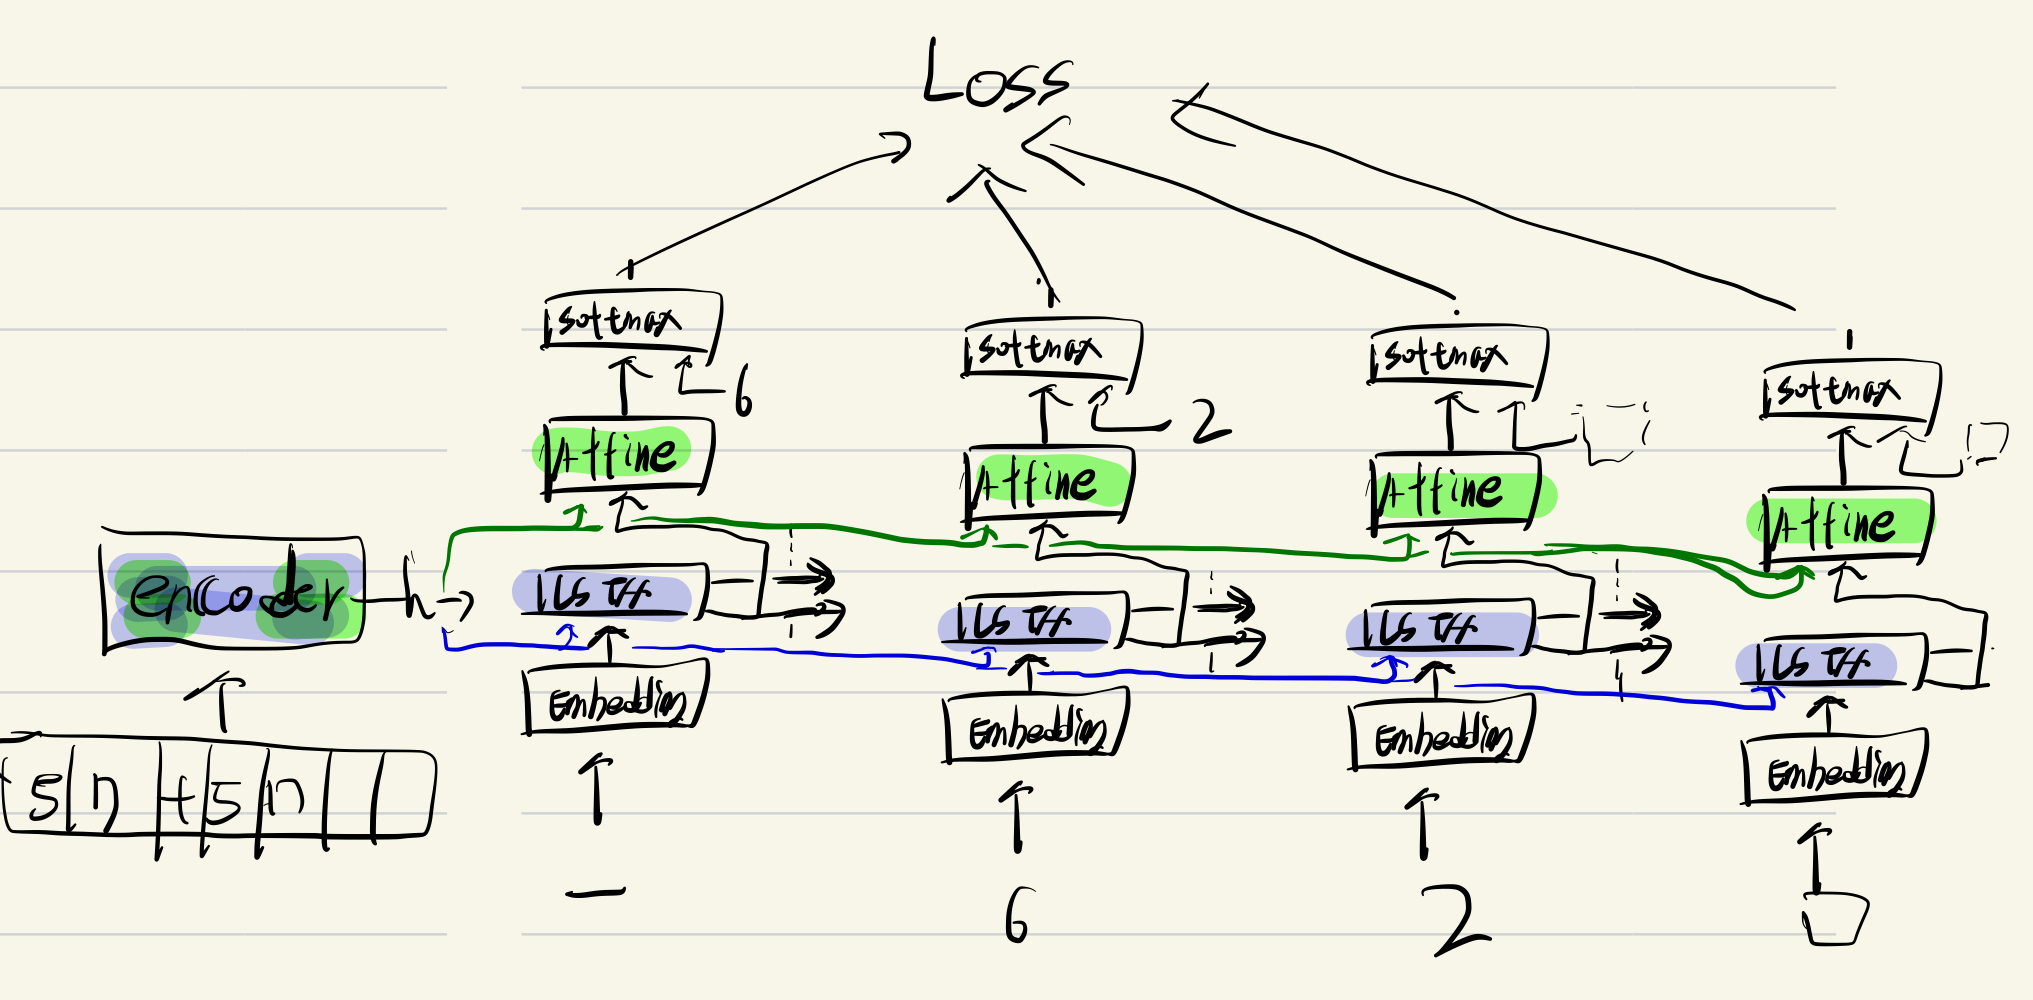 Loss
softmax
softmax
softmax
softmax
6
2
Affine
Affine
Affine
Affine
encoder
h
LSTM
LSTM
LSTM
LSTM
Embedding
Embedding
Embedding
Embedding
5 7 + 5
6
2